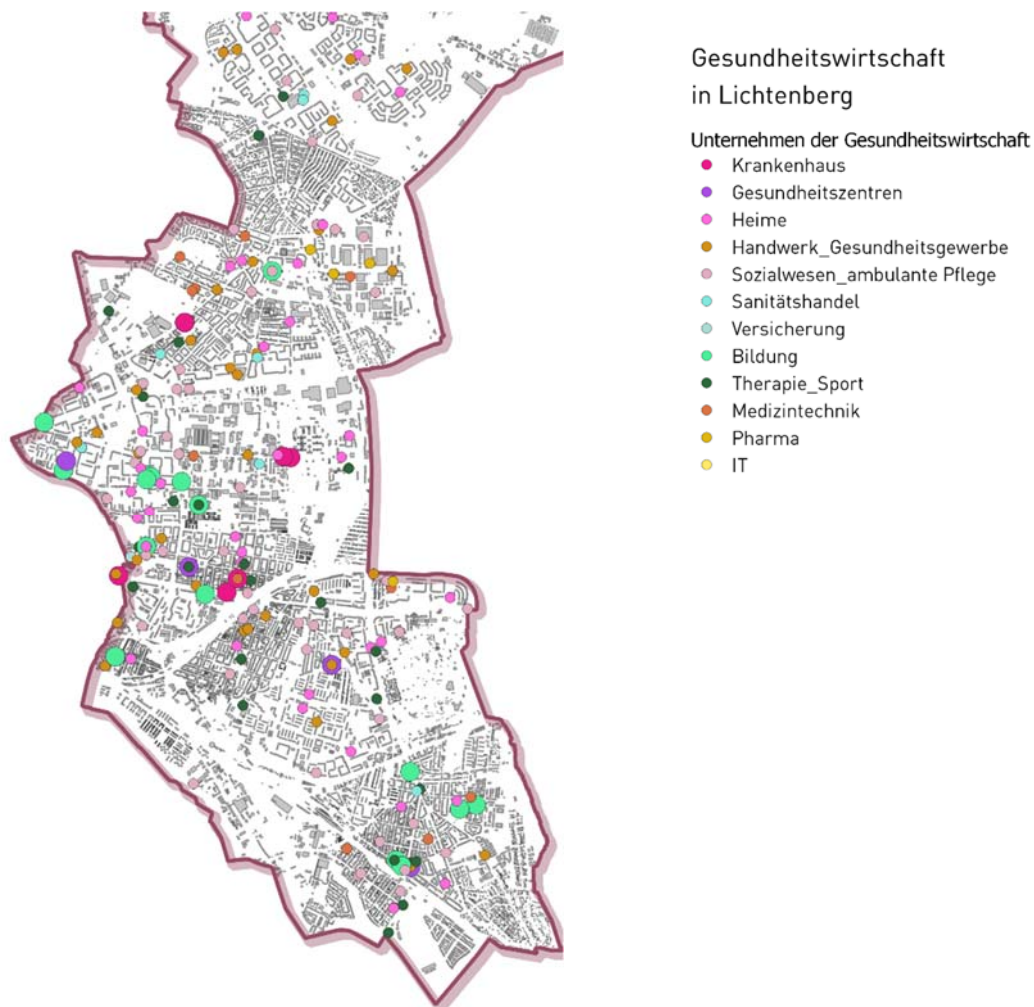 Gesundheitswirtschaft
in Lichtenberg
Unternehmen der Gesundheitswirtschaft
Krankenhaus
Gesundheitszentren
Heime
Handwerk_Gesundheitsgewerbe
Sozialwesen_ambulante Pflege
Sanitätshandel
Versicherung
Bildung
Therapie_Sport
Medizintechnik
Pharma
IT